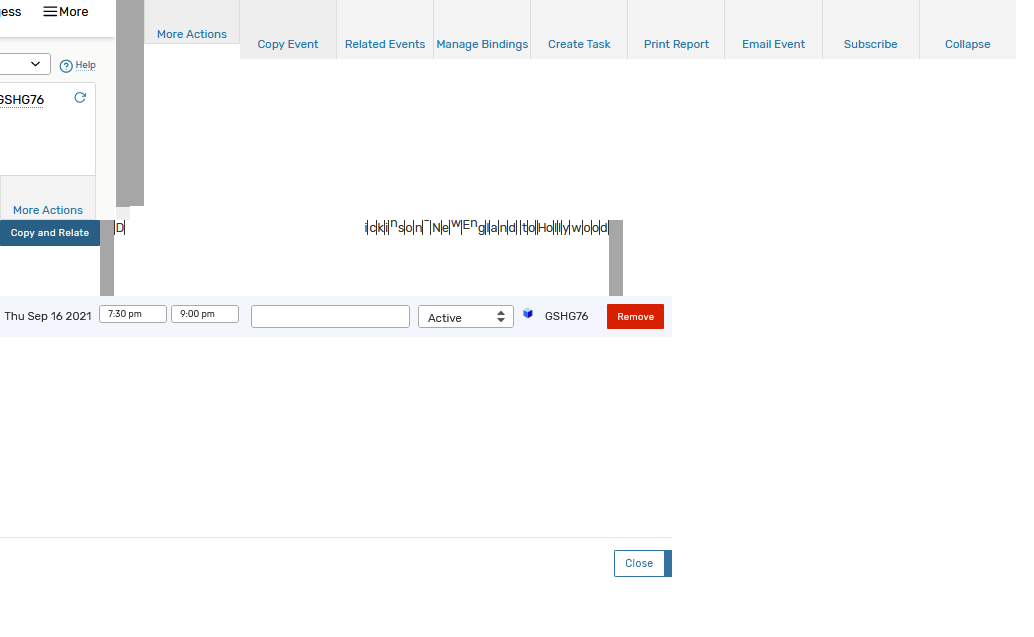 ess More
More Actions
Copy Event Related Events Manage Bindings Create Task Print Report Email Event Subscribe Collapse
Help
GSHG76
More Actions
Copy and Relate
Dickinson-New England to Hollywood
Thu Sep 16 2021 7:30 pm 9:00 pm Active GSHG76 Remove
Close